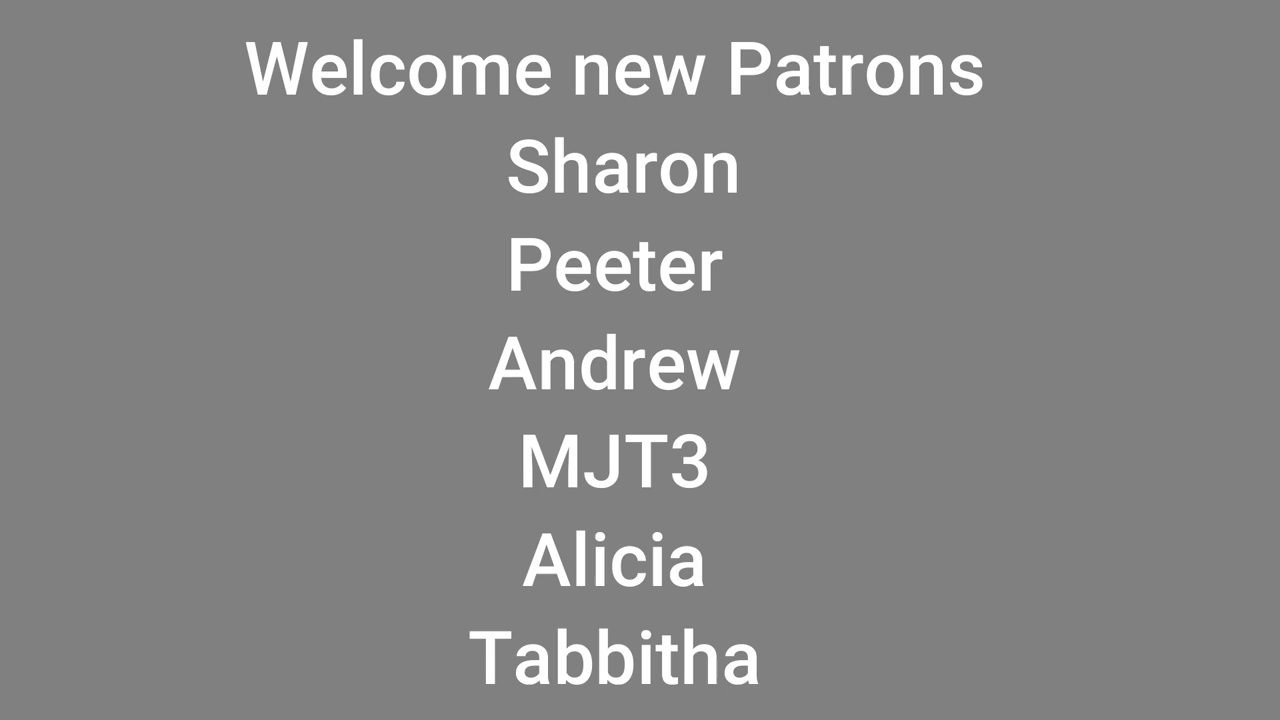 Welcome new Patrons
Sharon
Peeter
Andrew
MJT3
Alicia
Tabbitha